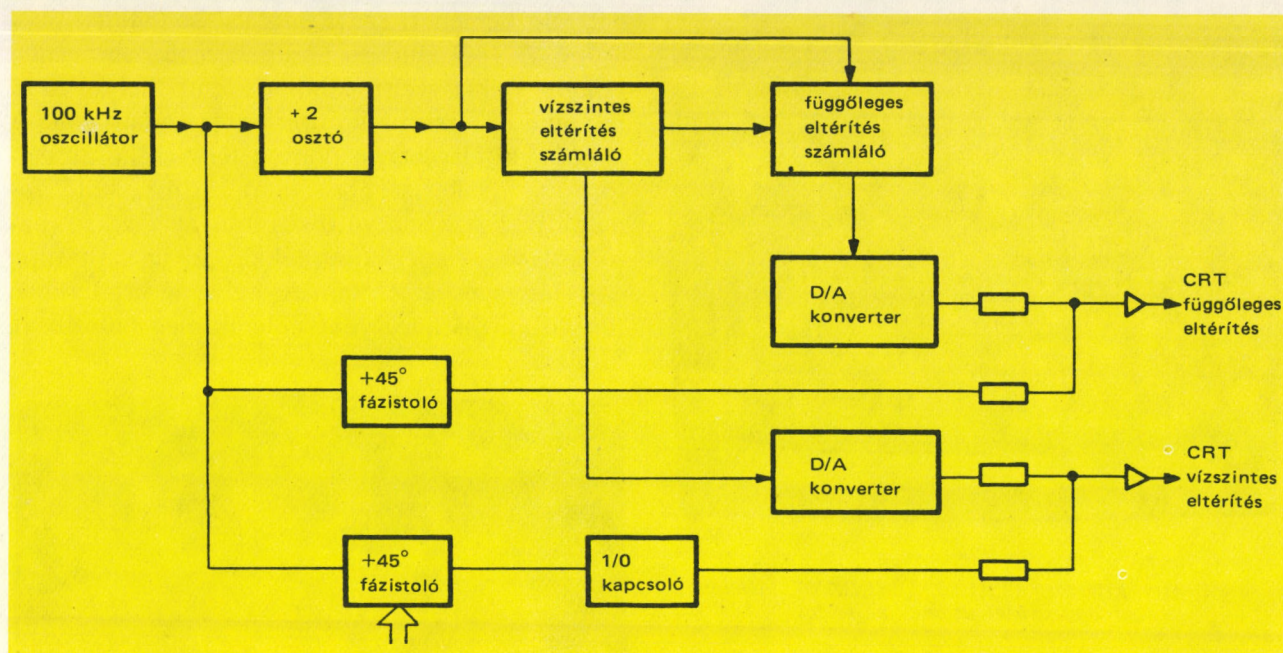 100 kHz
oszcillátor
+ 2
osztó
vízszintes
eltérítés
számláló
függőleges
eltérítés
számláló
D/A
konverter
CRT
függőleges
eltérítés
+45°
fázistoló
D/A
konverter
CRT
vízszintes
eltérítés
+45°
fázistoló
1/0
kapcsoló